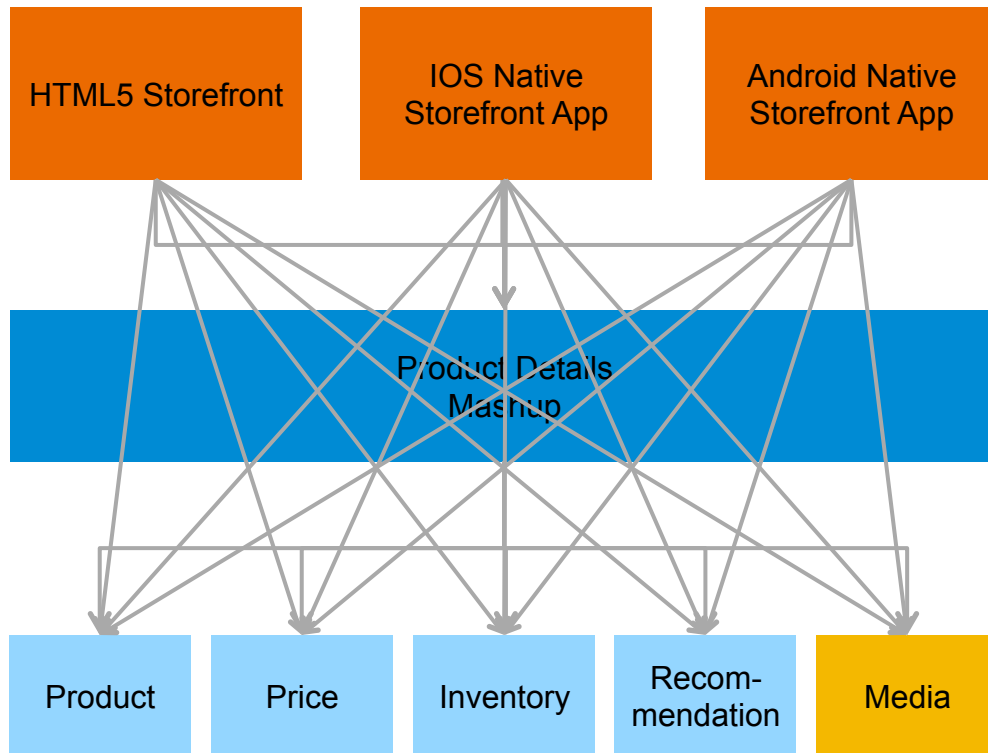 HTML5 Storefront
IOS Native
Storefront App
Android Native
Storefront App
Product Details
Mashup
Product
Price
Inventory
Recom-
mendation
Media